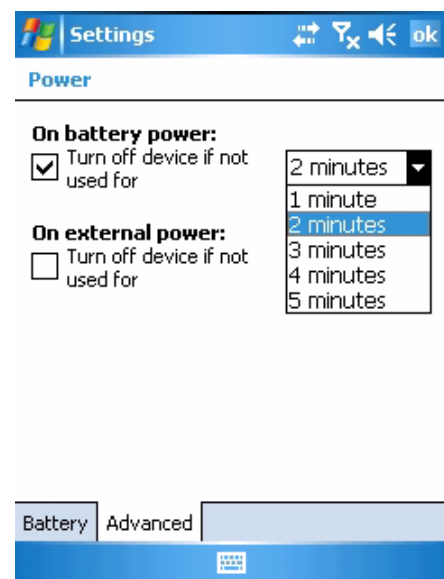 Settings
ok
Power
On battery power:
Turn off device if not
used for
2 minutes
1 minute
2 minutes
3 minutes
4 minutes
5 minutes
On external power:
Turn off device if not
used for
Battery
Advanced